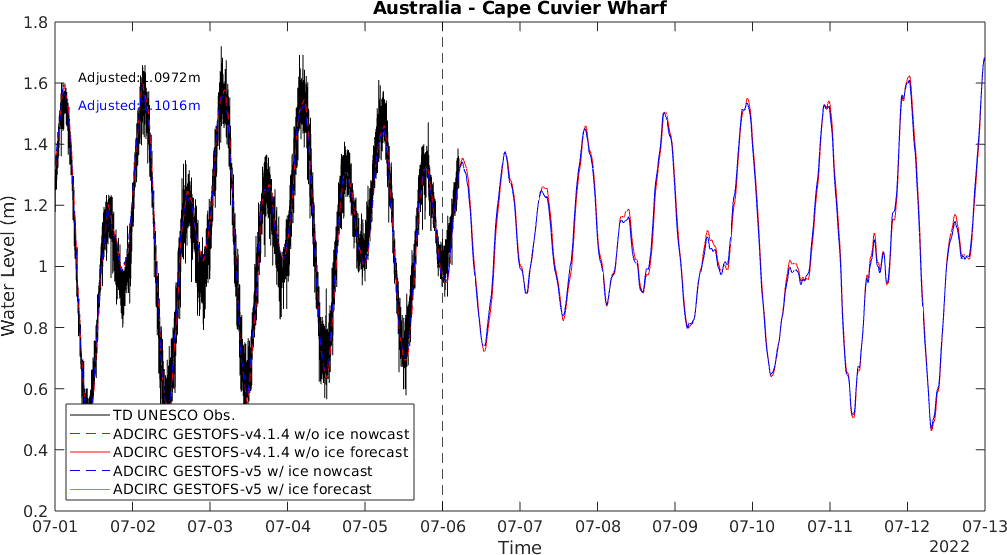 Australia - Cape Cuvier Wharf
1.8
1.6
1.4
1.2
1
0.8
0.6
0.4
0.2
Water Level (m)
Adjusted: .0972m
Adjusted: .1016m
TD UNESCO Obs.
ADCIRC GESTOFS-v4.1.4 w/o ice nowcast
ADCIRC GESTOFS-v4.1.4 w/o ice forecast
ADCIRC GESTOFS-v5 w/ ice nowcast
ADCIRC GESTOFS-v5 w/ ice forecast
07-01 07-02 07-03 07-04 07-05 07-06 07-07 07-08 07-09 07-10 07-11 07-12 07-13
Time
2022